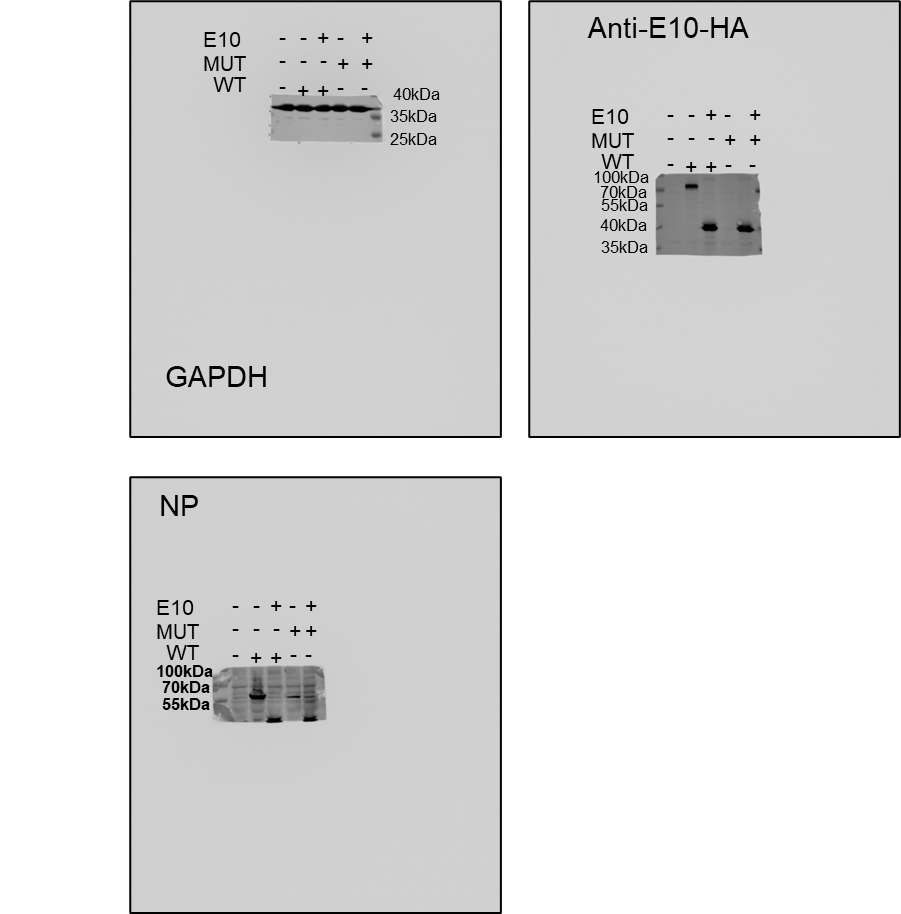 E10 - - + - +
MUT - - - + +
WT - + + - -
40kDa
35kDa
25kDa
GAPDH
Anti-E10-HA
E10 - - + - +
MUT - - - + +
WT - + + - -
100kDa
70kDa
55kDa
40kDa
35kDa
NP
E10 - - + - +
MUT - - - + +
WT - + + - -
100kDa
70kDa
55kDa